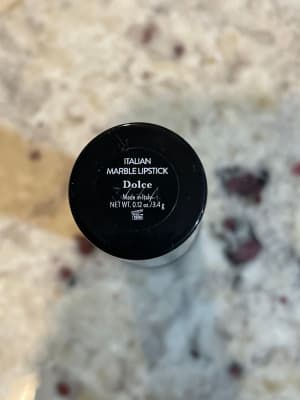 ITALIAN
MARBLE LIPSTICK
Dolce
Made in Italy
NET WT. 0.12 oz./3.4 g